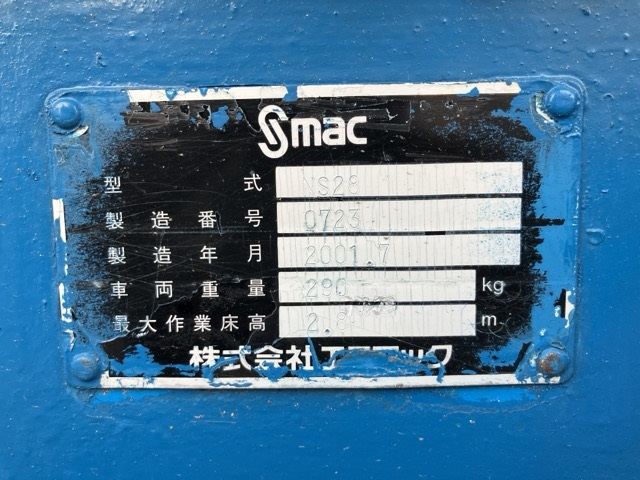 Smac
型式 NS28
製造番号 0723
製造年月 2001.7
車両重量 290 kg
最大作業床高 2.8 m
株式会社